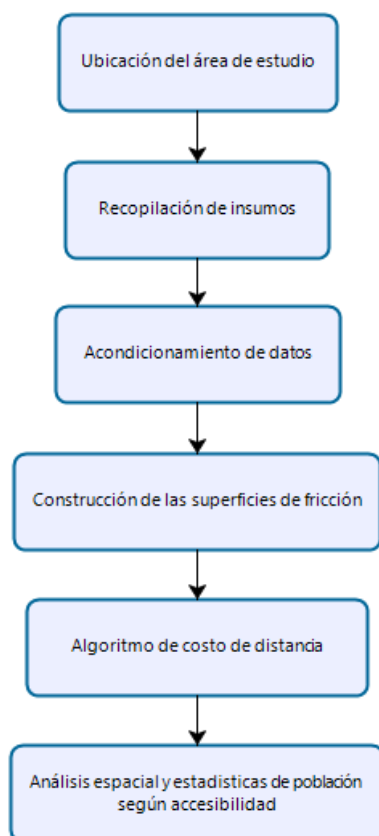 Ubicación del área de estudio
Recopilación de insumos
Acondicionamiento de datos
Construcción de las superficies de fricción
Algoritmo de costo de distancia
Análisis espacial y estadisticas de población
según accesibilidad